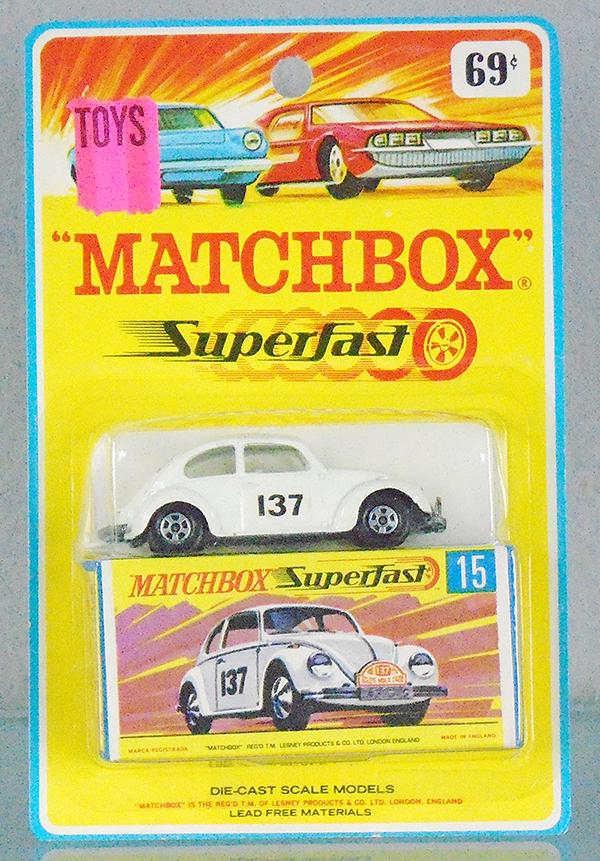 69¢
TOYS
"MATCHBOX"®
Superfast
137
MATCHBOX Superfast ™ 15
137
137
MARCA REGISTRADA "MATCHBOX" REG'D T.M. LESNEY PRODUCTS & CO. LTD. LONDON, ENGLAND MADE IN ENGLAND
DIE-CAST SCALE MODELS
"MATCHBOX" IS THE REG'D T.M. OF LESNEY PRODUCTS & CO. LTD. LONDON, ENGLAND
LEAD FREE MATERIALS